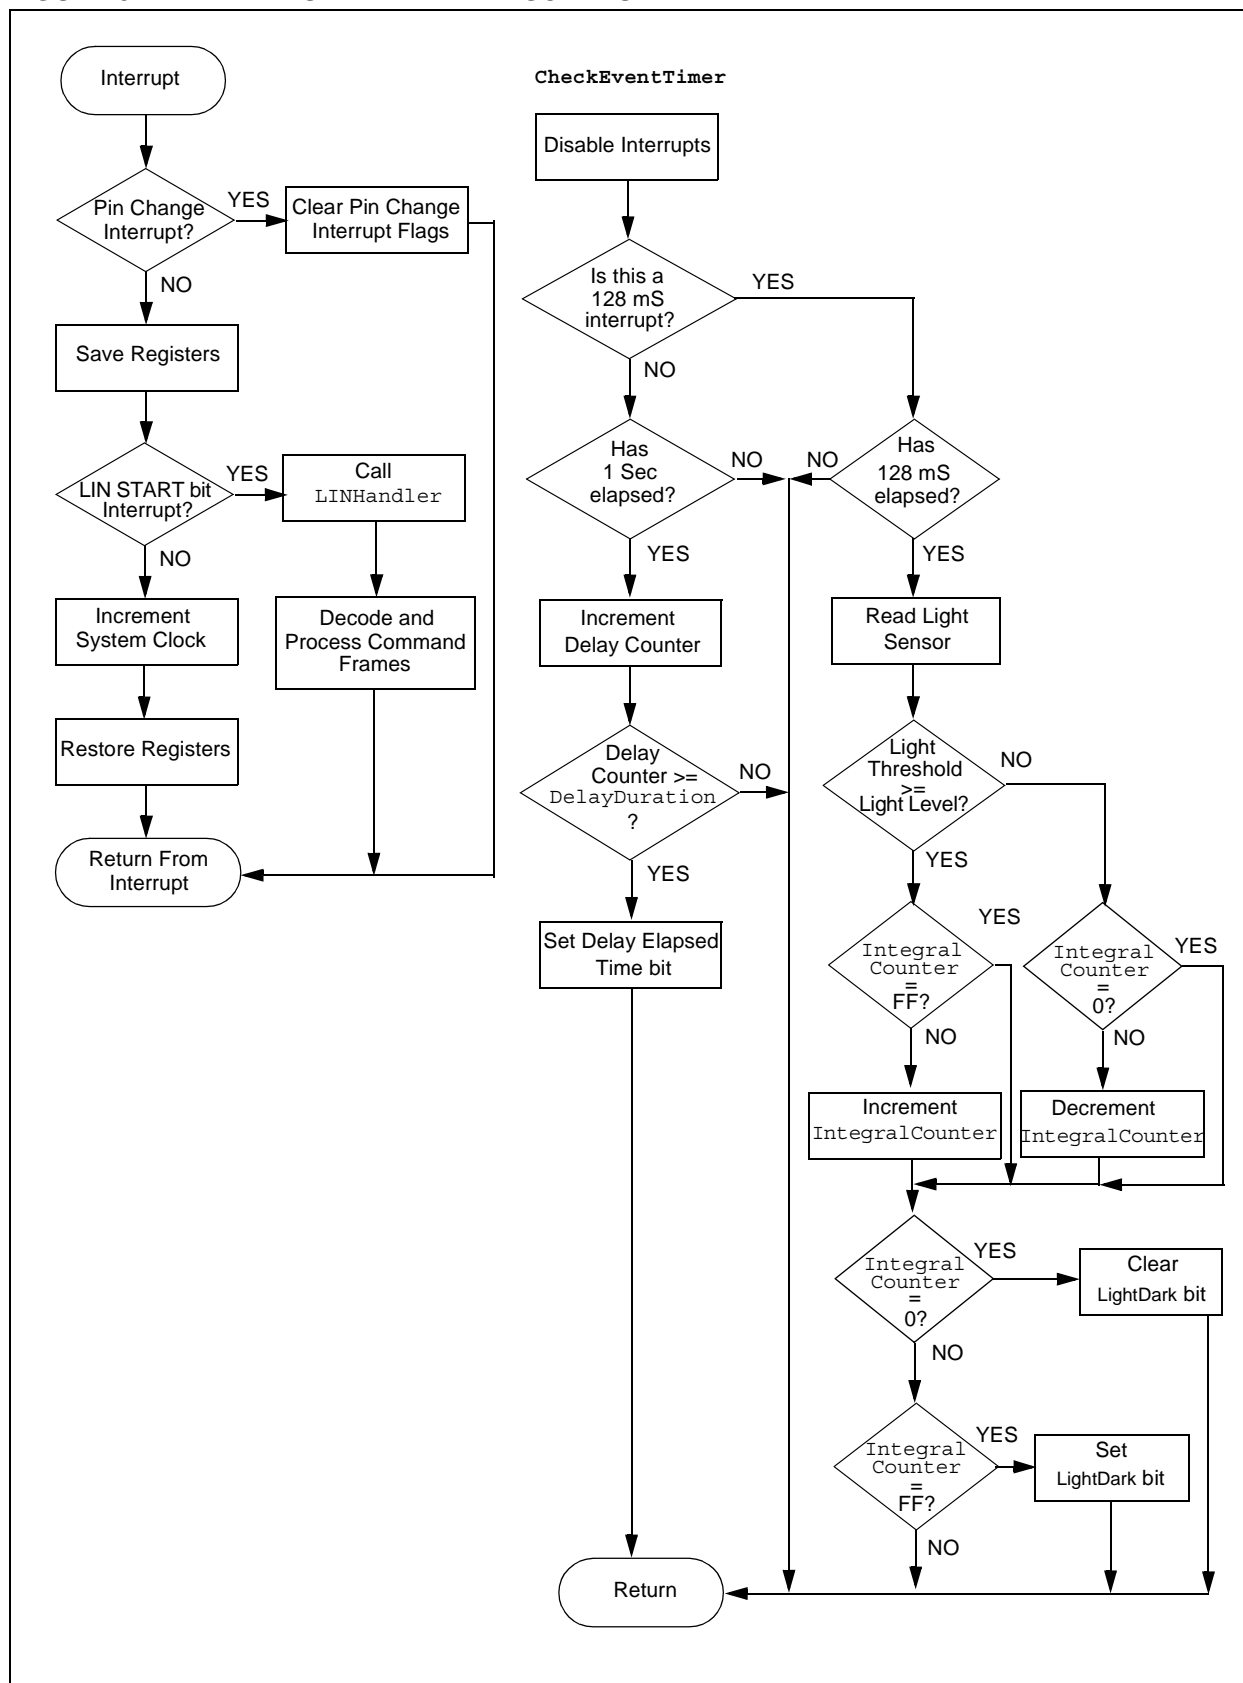 Interrupt
Pin Change
Interrupt?
YES
Clear Pin Change
Interrupt Flags
NO
Save Registers
LIN START bit
Interrupt?
YES
Call
LINHandler
NO
Increment
System Clock
Decode and
Process Command
Frames
Restore Registers
Return From
Interrupt
CheckEventTimer
Disable Interrupts
Is this a
128 mS
interrupt?
YES
NO
Has
1 Sec
elapsed?
NO
YES
Increment
Delay Counter
Delay
Counter >=
DelayDuration
?
NO
YES
Set Delay Elapsed
Time bit
NO
Has
128 mS
elapsed?
YES
Read Light
Sensor
Light
Threshold
>=
Light Level?
NO
YES
Integral
Counter
=
FF?
YES
NO
Increment
IntegralCounter
Integral
Counter
=
0?
YES
NO
Decrement
IntegralCounter
Integral
Counter
=
0?
YES
Clear
LightDark bit
NO
Integral
Counter
=
FF?
YES
Set
LightDark bit
NO
Return